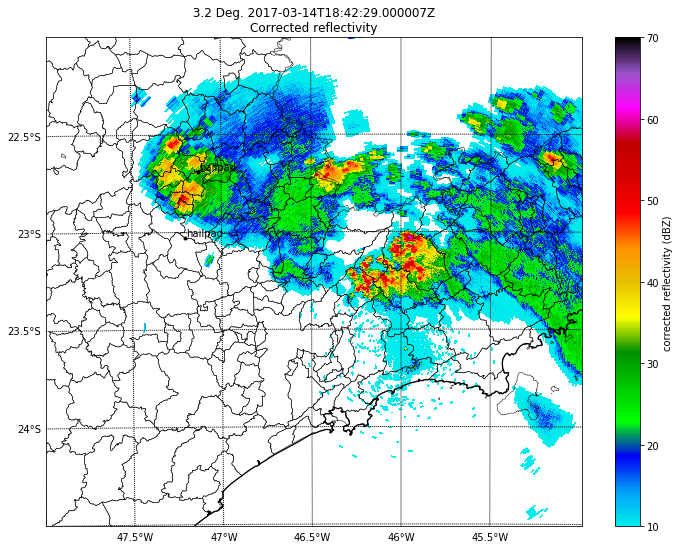 3.2 Deg. 2017-03-14T18:42:29.000007Z
Corrected reflectivity
70
60
50
40
30
20
10
corrected reflectivity (dBZ)
22.5°S
23°S
23.5°S
24°S
hailpad
47.5°W
47°W
46.5°W
46°W
45.5°W